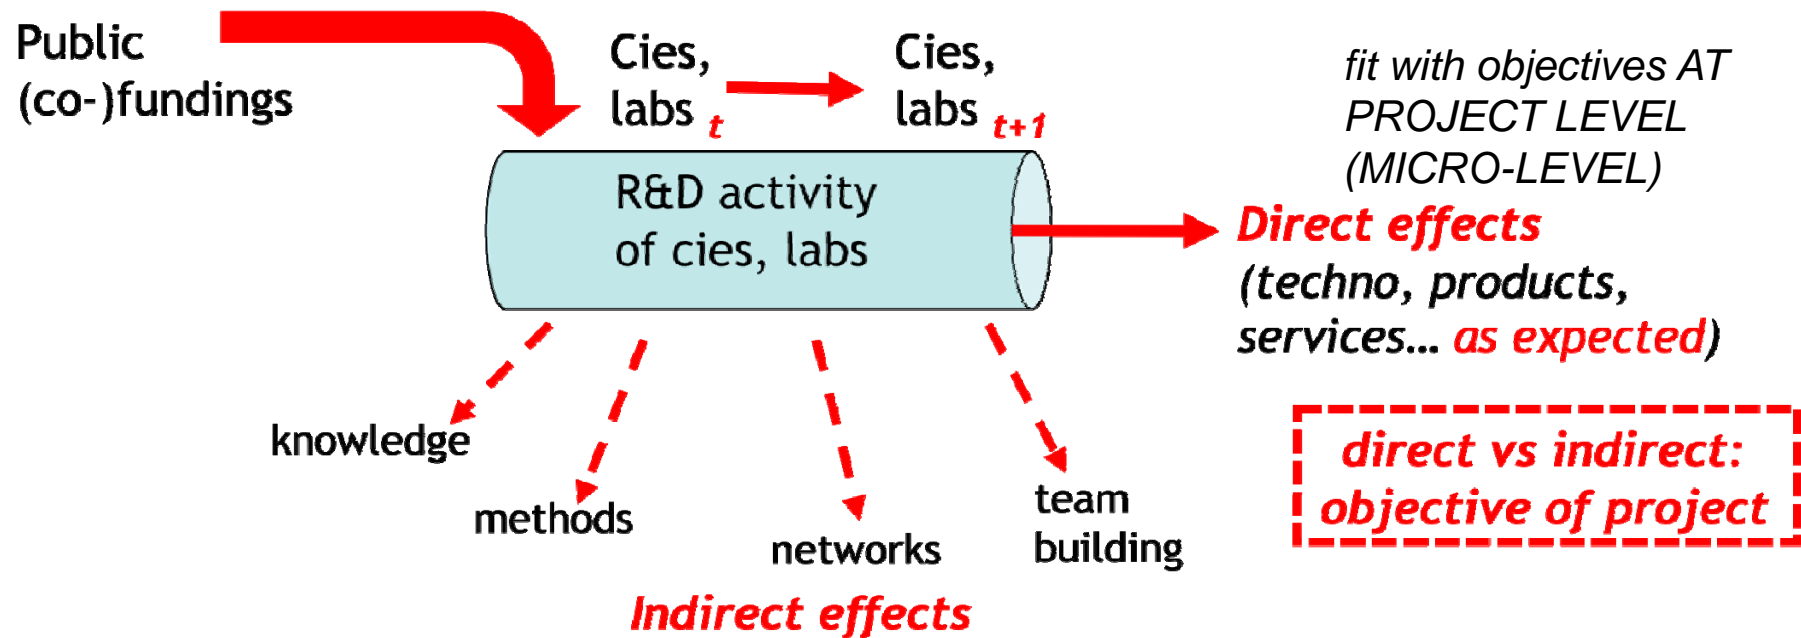 Public
(co-)fundings
Cies,
labs t
Cies,
labs t+1
fit with objectives AT
PROJECT LEVEL
(MICRO-LEVEL)
R&D activity
of cies, labs
Direct effects
(techno, products,
services... as expected)
knowledge
methods
networks
team
building
Indirect effects
direct vs indirect:
objective of project